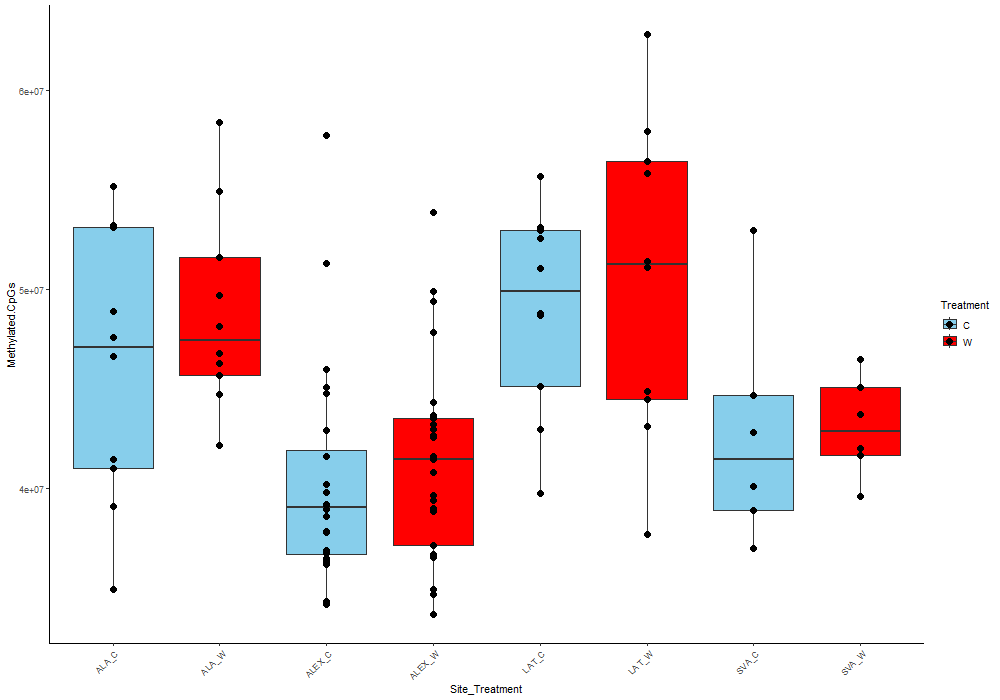 Methylated.CpGs
6e+07
5e+07
4e+07
ALA_C
ALA_W
ALEX_C
ALEX_W
LAT_C
LAT_W
SVA_C
SVA_W
Site_Treatment
Treatment
C
W